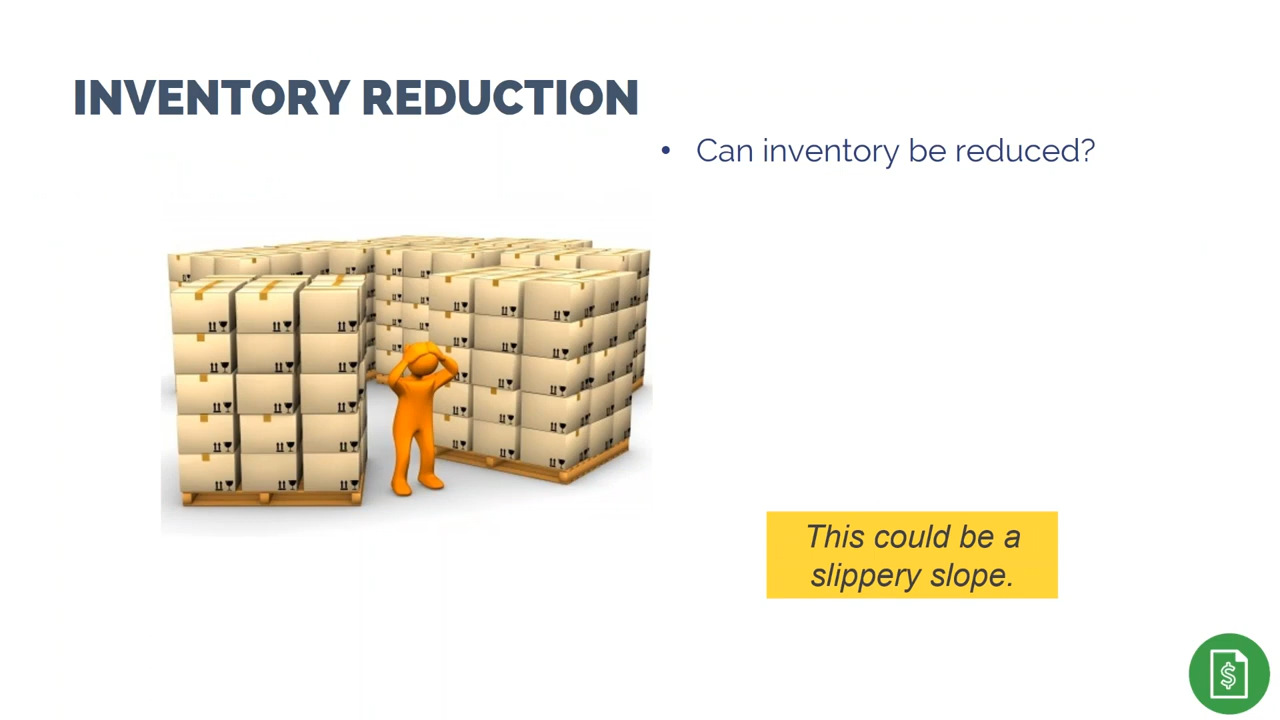 INVENTORY REDUCTION
• Can inventory be reduced?
This could be a
slippery slope.
$